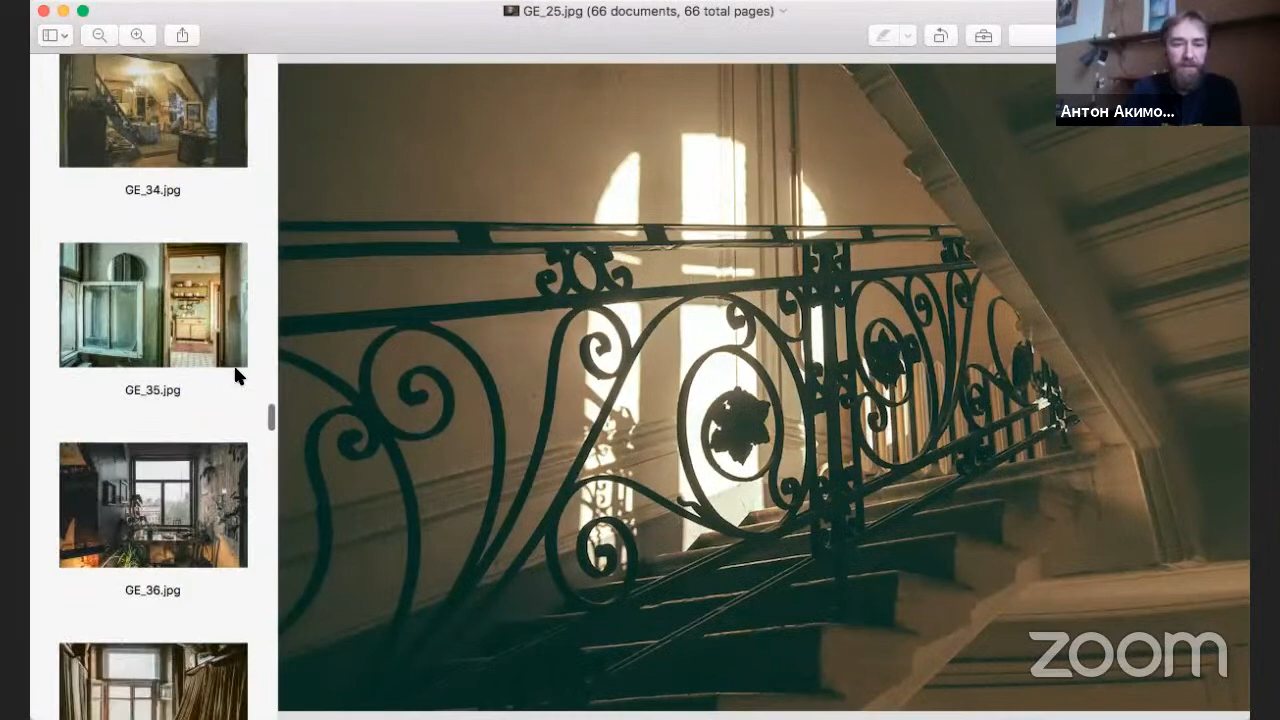 GE_25.jpg (66 documents, 66 total pages)
Антон Акимо...
GE_34.jpg
GE_35.jpg
GE_36.jpg
zoom